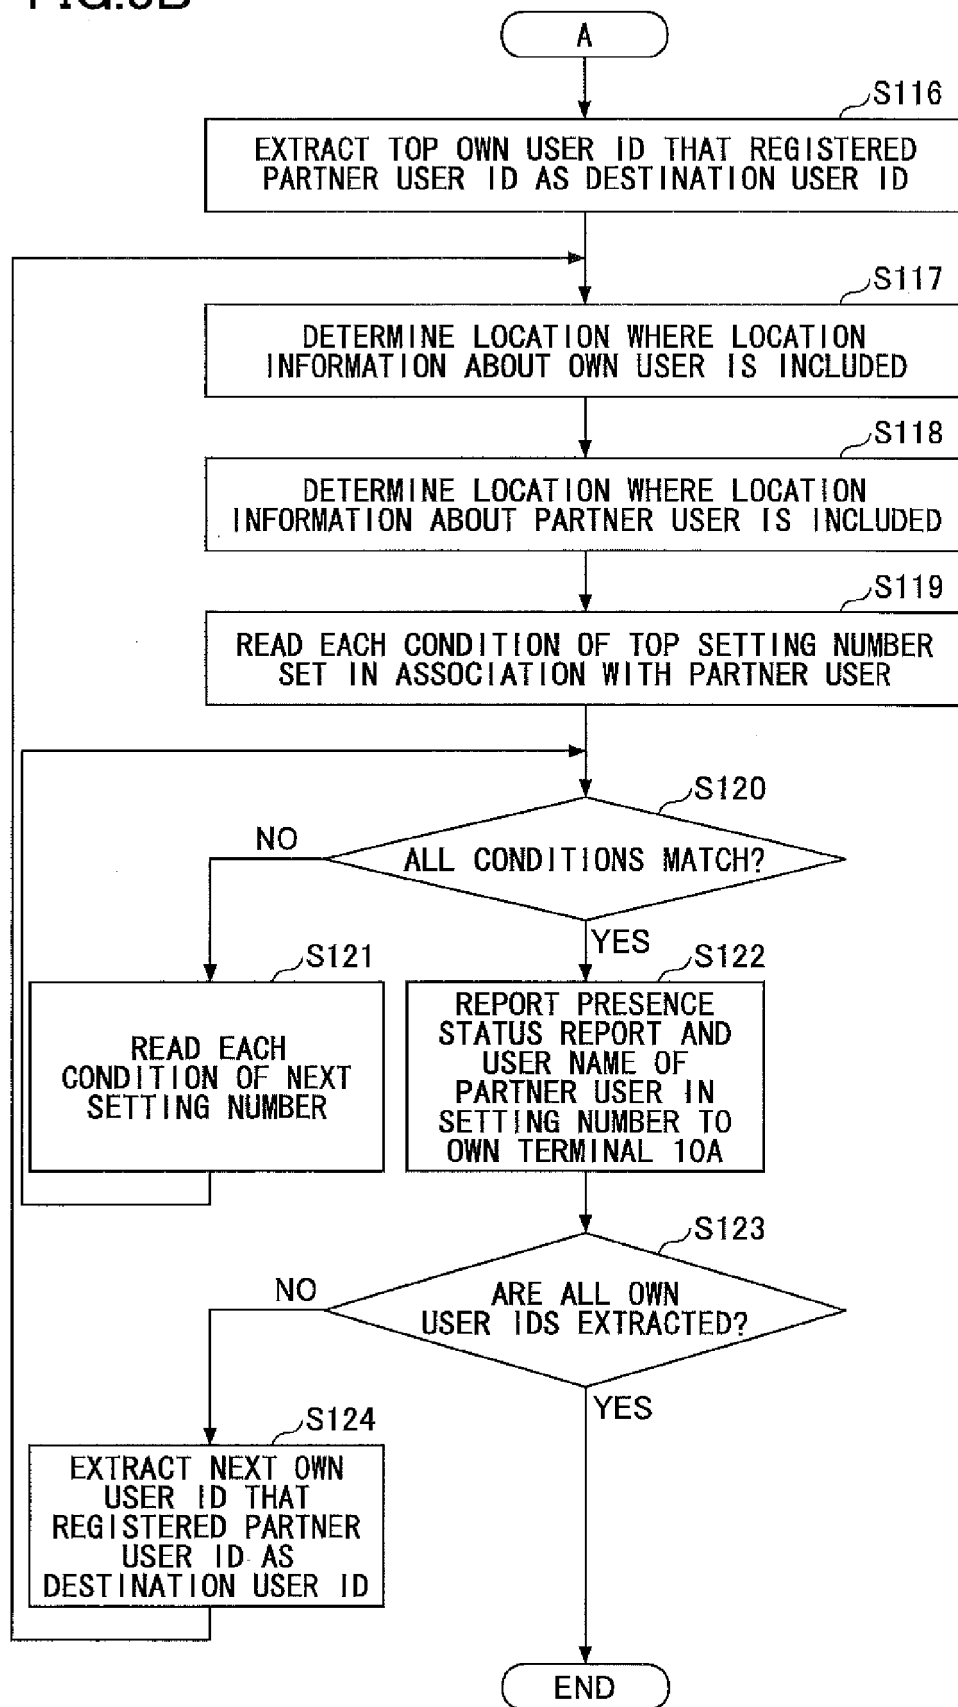 A
S116
EXTRACT TOP OWN USER ID THAT REGISTERED
PARTNER USER ID AS DESTINATION USER ID
S117
DETERMINE LOCATION WHERE LOCATION
INFORMATION ABOUT OWN USER IS INCLUDED
S118
DETERMINE LOCATION WHERE LOCATION
INFORMATION ABOUT PARTNER USER IS INCLUDED
S119
READ EACH CONDITION OF TOP SETTING NUMBER
SET IN ASSOCIATION WITH PARTNER USER
S120
NO
ALL CONDITIONS MATCH?
YES
S121
READ EACH
CONDITION OF NEXT
SETTING NUMBER
S122
REPORT PRESENCE
STATUS REPORT AND
USER NAME OF
PARTNER USER IN
SETTING NUMBER TO
OWN TERMINAL 10A
S123
NO
ARE ALL OWN
USER IDS EXTRACTED?
YES
S124
EXTRACT NEXT OWN
USER ID THAT
REGISTERED PARTNER
USER ID AS
DESTINATION USER ID
END